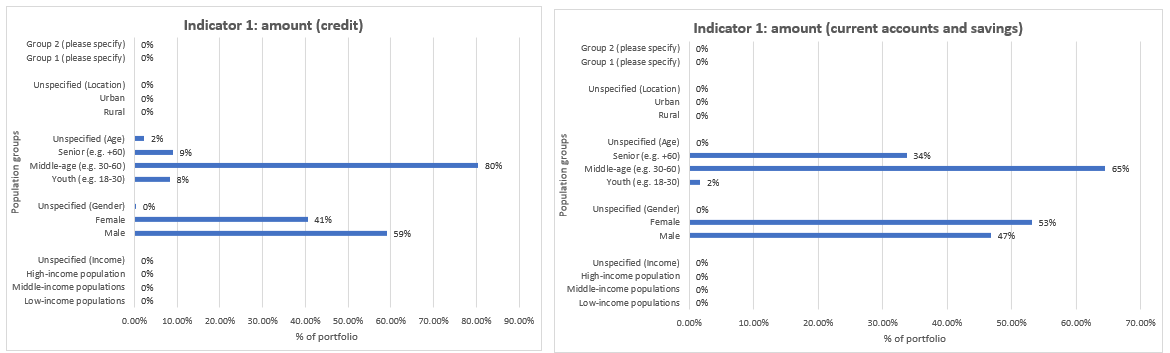 Indicator 1: amount (credit)
Population groups
Group 2 (please specify) 0%
Group 1 (please specify) 0%
Unspecified (Location) 0%
Urban 0%
Rural 0%
Unspecified (Age) 2%
Senior (e.g. +60) 9%
Middle-age (e.g. 30-60) 80%
Youth (e.g. 18-30) 8%
Unspecified (Gender) 0%
Female 41%
Male 59%
Unspecified (Income) 0%
High-income population 0%
Middle-income populations 0%
Low-income populations 0%
0.00% 10.00% 20.00% 30.00% 40.00% 50.00% 60.00% 70.00% 80.00% 90.00%
% of portfolio
Indicator 1: amount (current accounts and savings)
Population groups
Group 2 (please specify) 0%
Group 1 (please specify) 0%
Unspecified (Location) 0%
Urban 0%
Rural 0%
Unspecified (Age) 0%
Senior (e.g. +60) 34%
Middle-age (e.g. 30-60) 65%
Youth (e.g. 18-30) 2%
Unspecified (Gender) 0%
Female 53%
Male 47%
Unspecified (Income) 0%
High-income population 0%
Middle-income populations 0%
Low-income populations 0%
0.00% 10.00% 20.00% 30.00% 40.00% 50.00% 60.00% 70.00%
% of portfolio